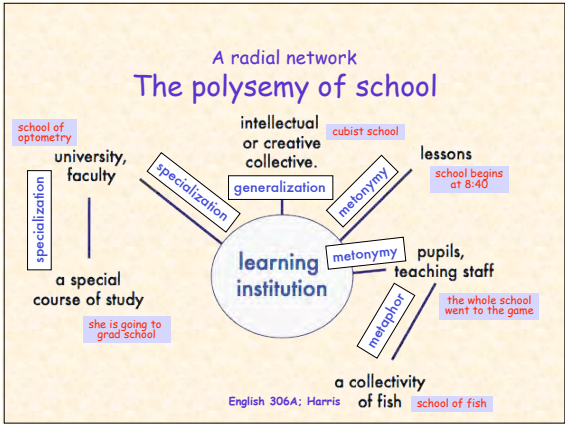 A radial network
The polysemy of school
school of
optometry
university,
faculty
specialization
specialization
a special
course of study
she is going to
grad school
intellectual
or creative
collective.
cubist school
generalization
learning
institution
metonymy
lessons
school begins
at 8:40
metonymy
pupils,
teaching staff
the whole school
went to the game
metaphor
a collectivity
of fish
school of fish
English 306A; Harris